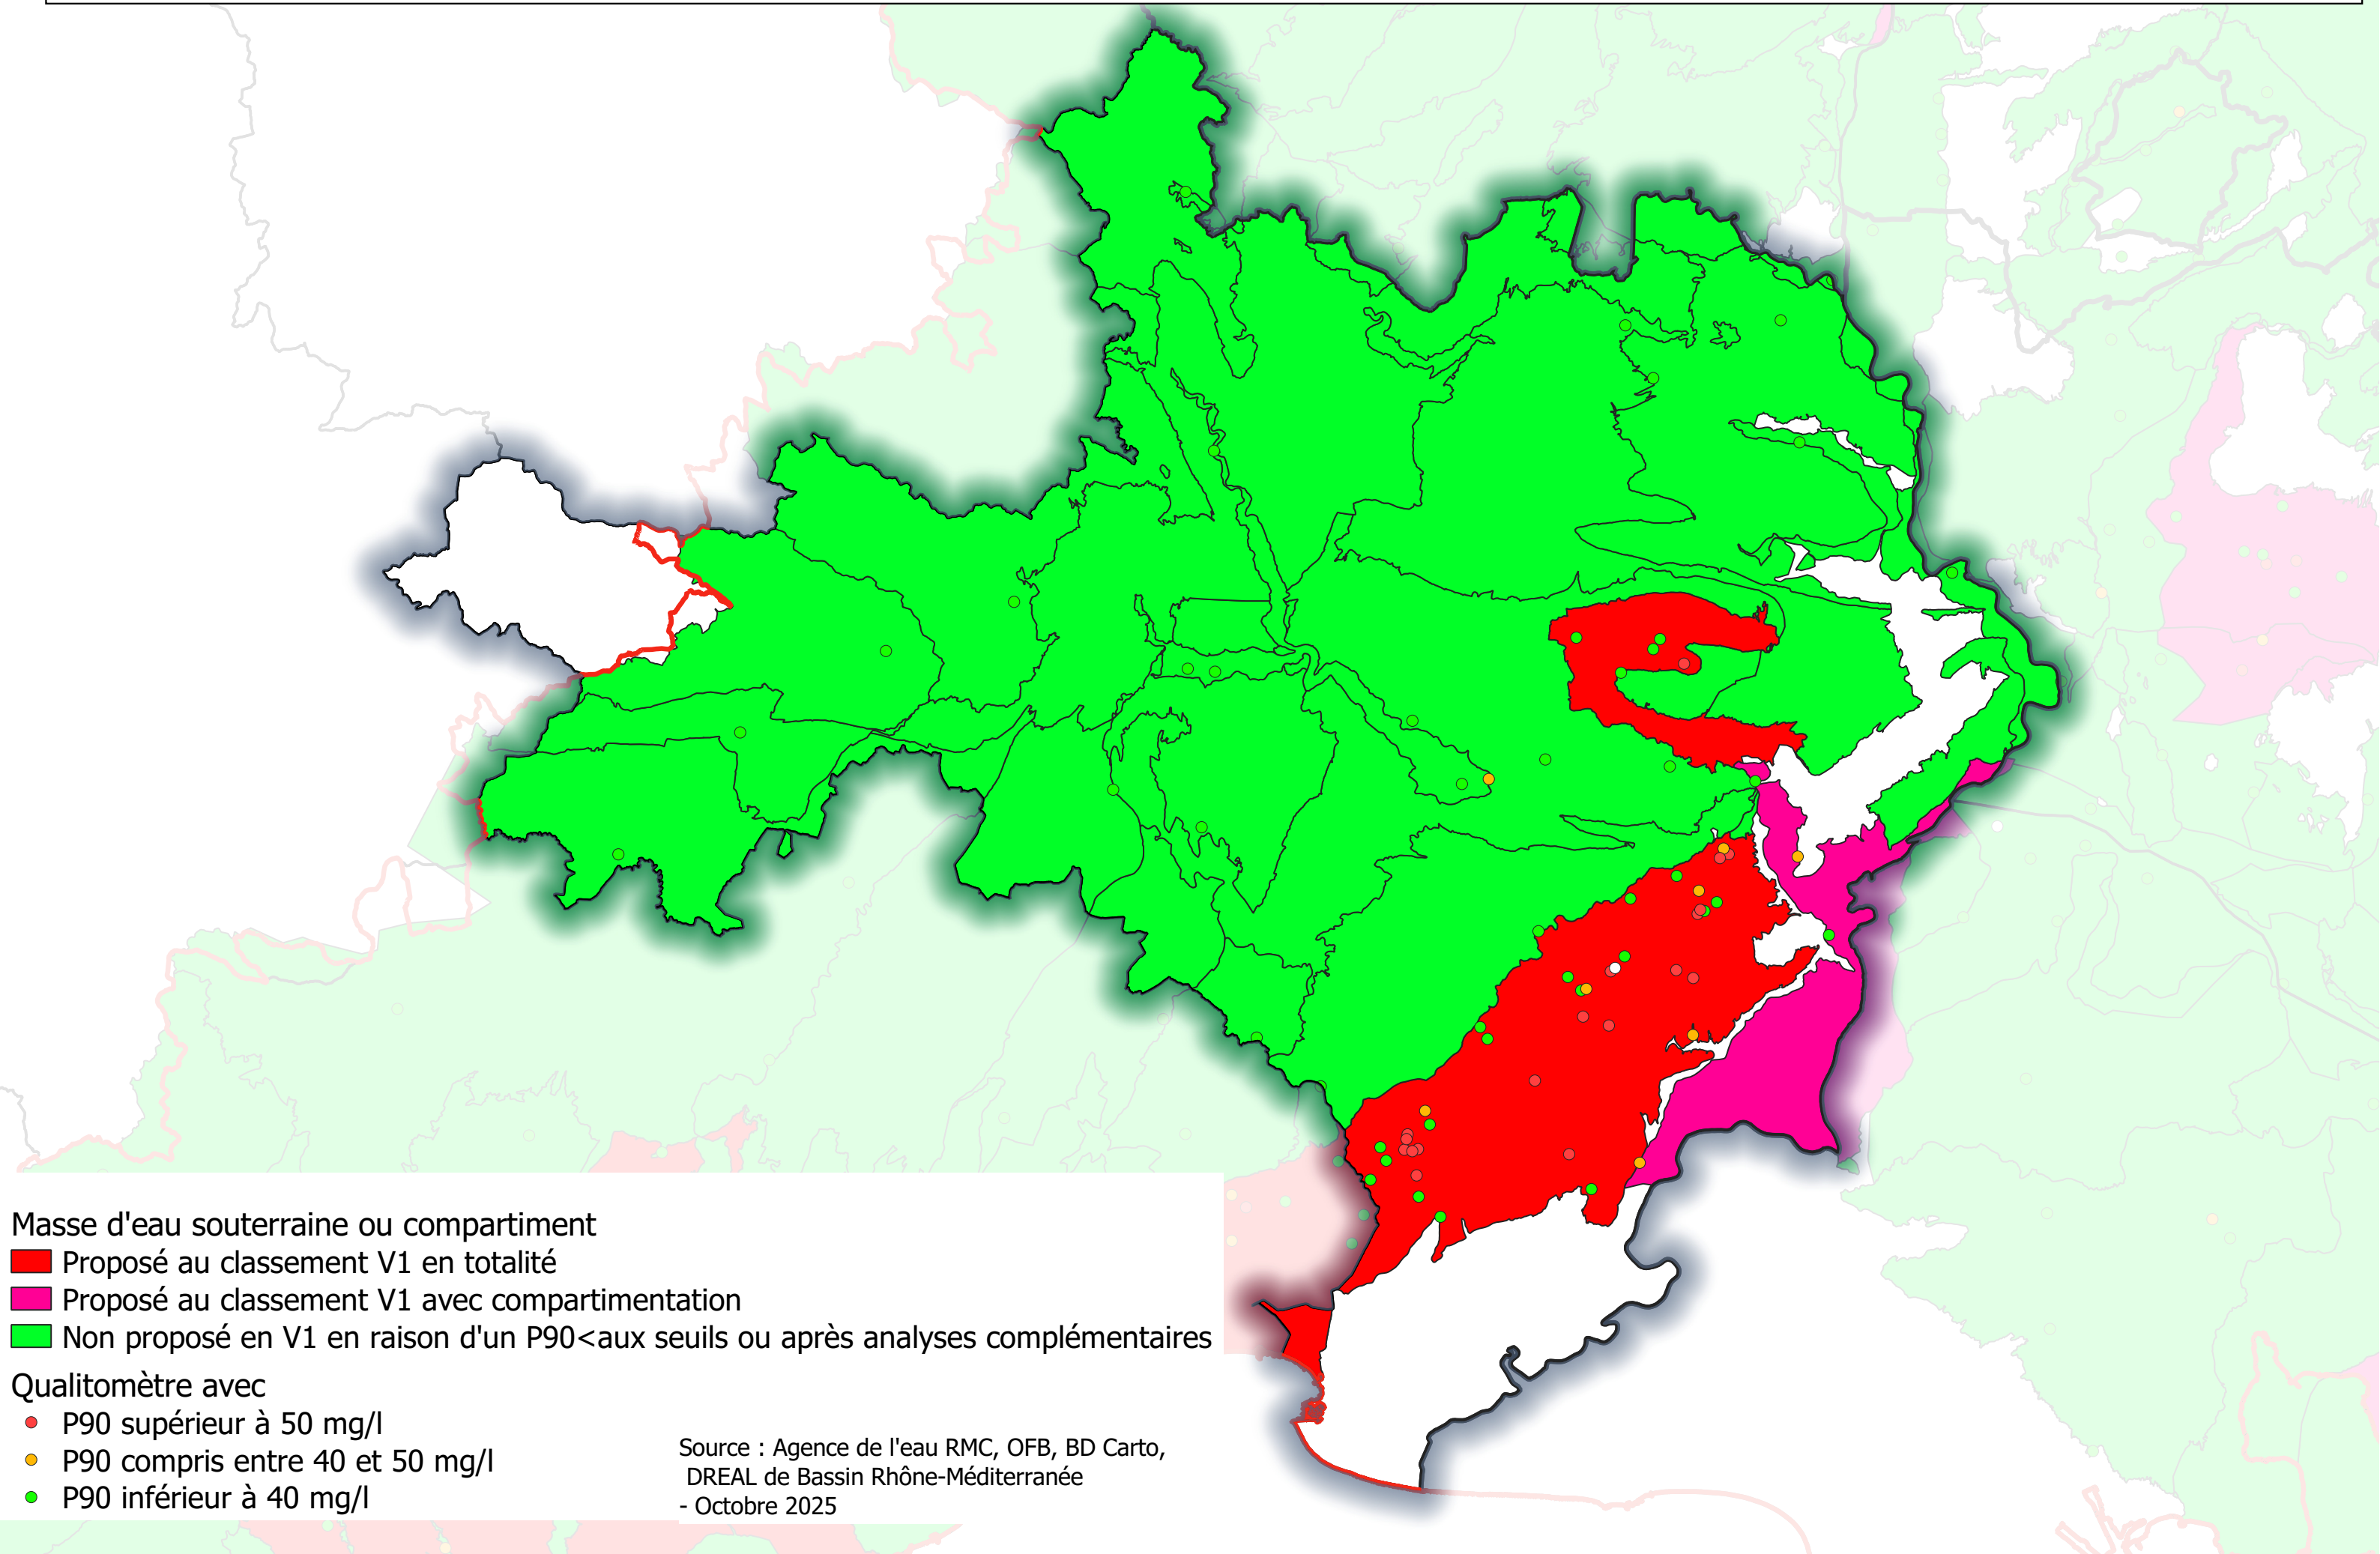 Masse d'eau souterraine ou compartiment
Proposé au classement V1 en totalité
Proposé au classement V1 avec compartimentation
Non proposé en V1 en raison d'un P90<aux seuils ou après analyses complémentaires
Qualitomètre avec
P90 supérieur à 50 mg/l
P90 compris entre 40 et 50 mg/l
P90 inférieur à 40 mg/l
Source : Agence de l'eau RMC, OFB, BD Carto,
DREAL de Bassin Rhône-Méditerranée
- Octobre 2025